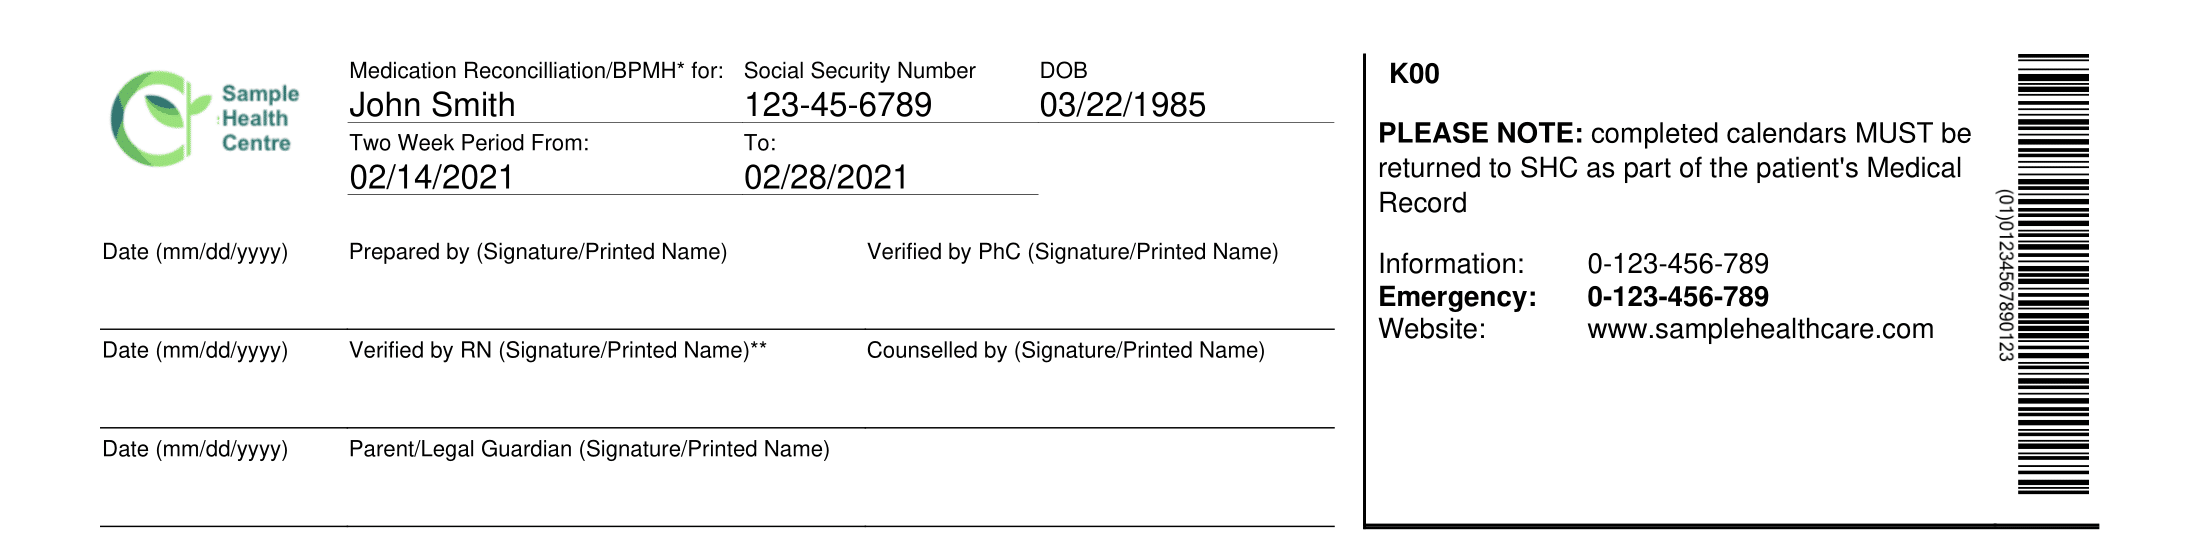 Sample
Health
Centre
Medication Reconcilliation/BPMH* for: Social Security Number DOB
John Smith 123-45-6789 03/22/1985
Two Week Period From: To:
02/14/2021 02/28/2021
Date (mm/dd/yyyy) Prepared by (Signature/Printed Name) Verified by PhC (Signature/Printed Name)
Date (mm/dd/yyyy) Verified by RN (Signature/Printed Name)** Counselled by (Signature/Printed Name)
Date (mm/dd/yyyy) Parent/Legal Guardian (Signature/Printed Name)
K00
PLEASE NOTE: completed calendars MUST be
returned to SHC as part of the patient's Medical
Record
Information: 0-123-456-789
Emergency: 0-123-456-789
Website: www.samplehealthcare.com
(01)01234567890123